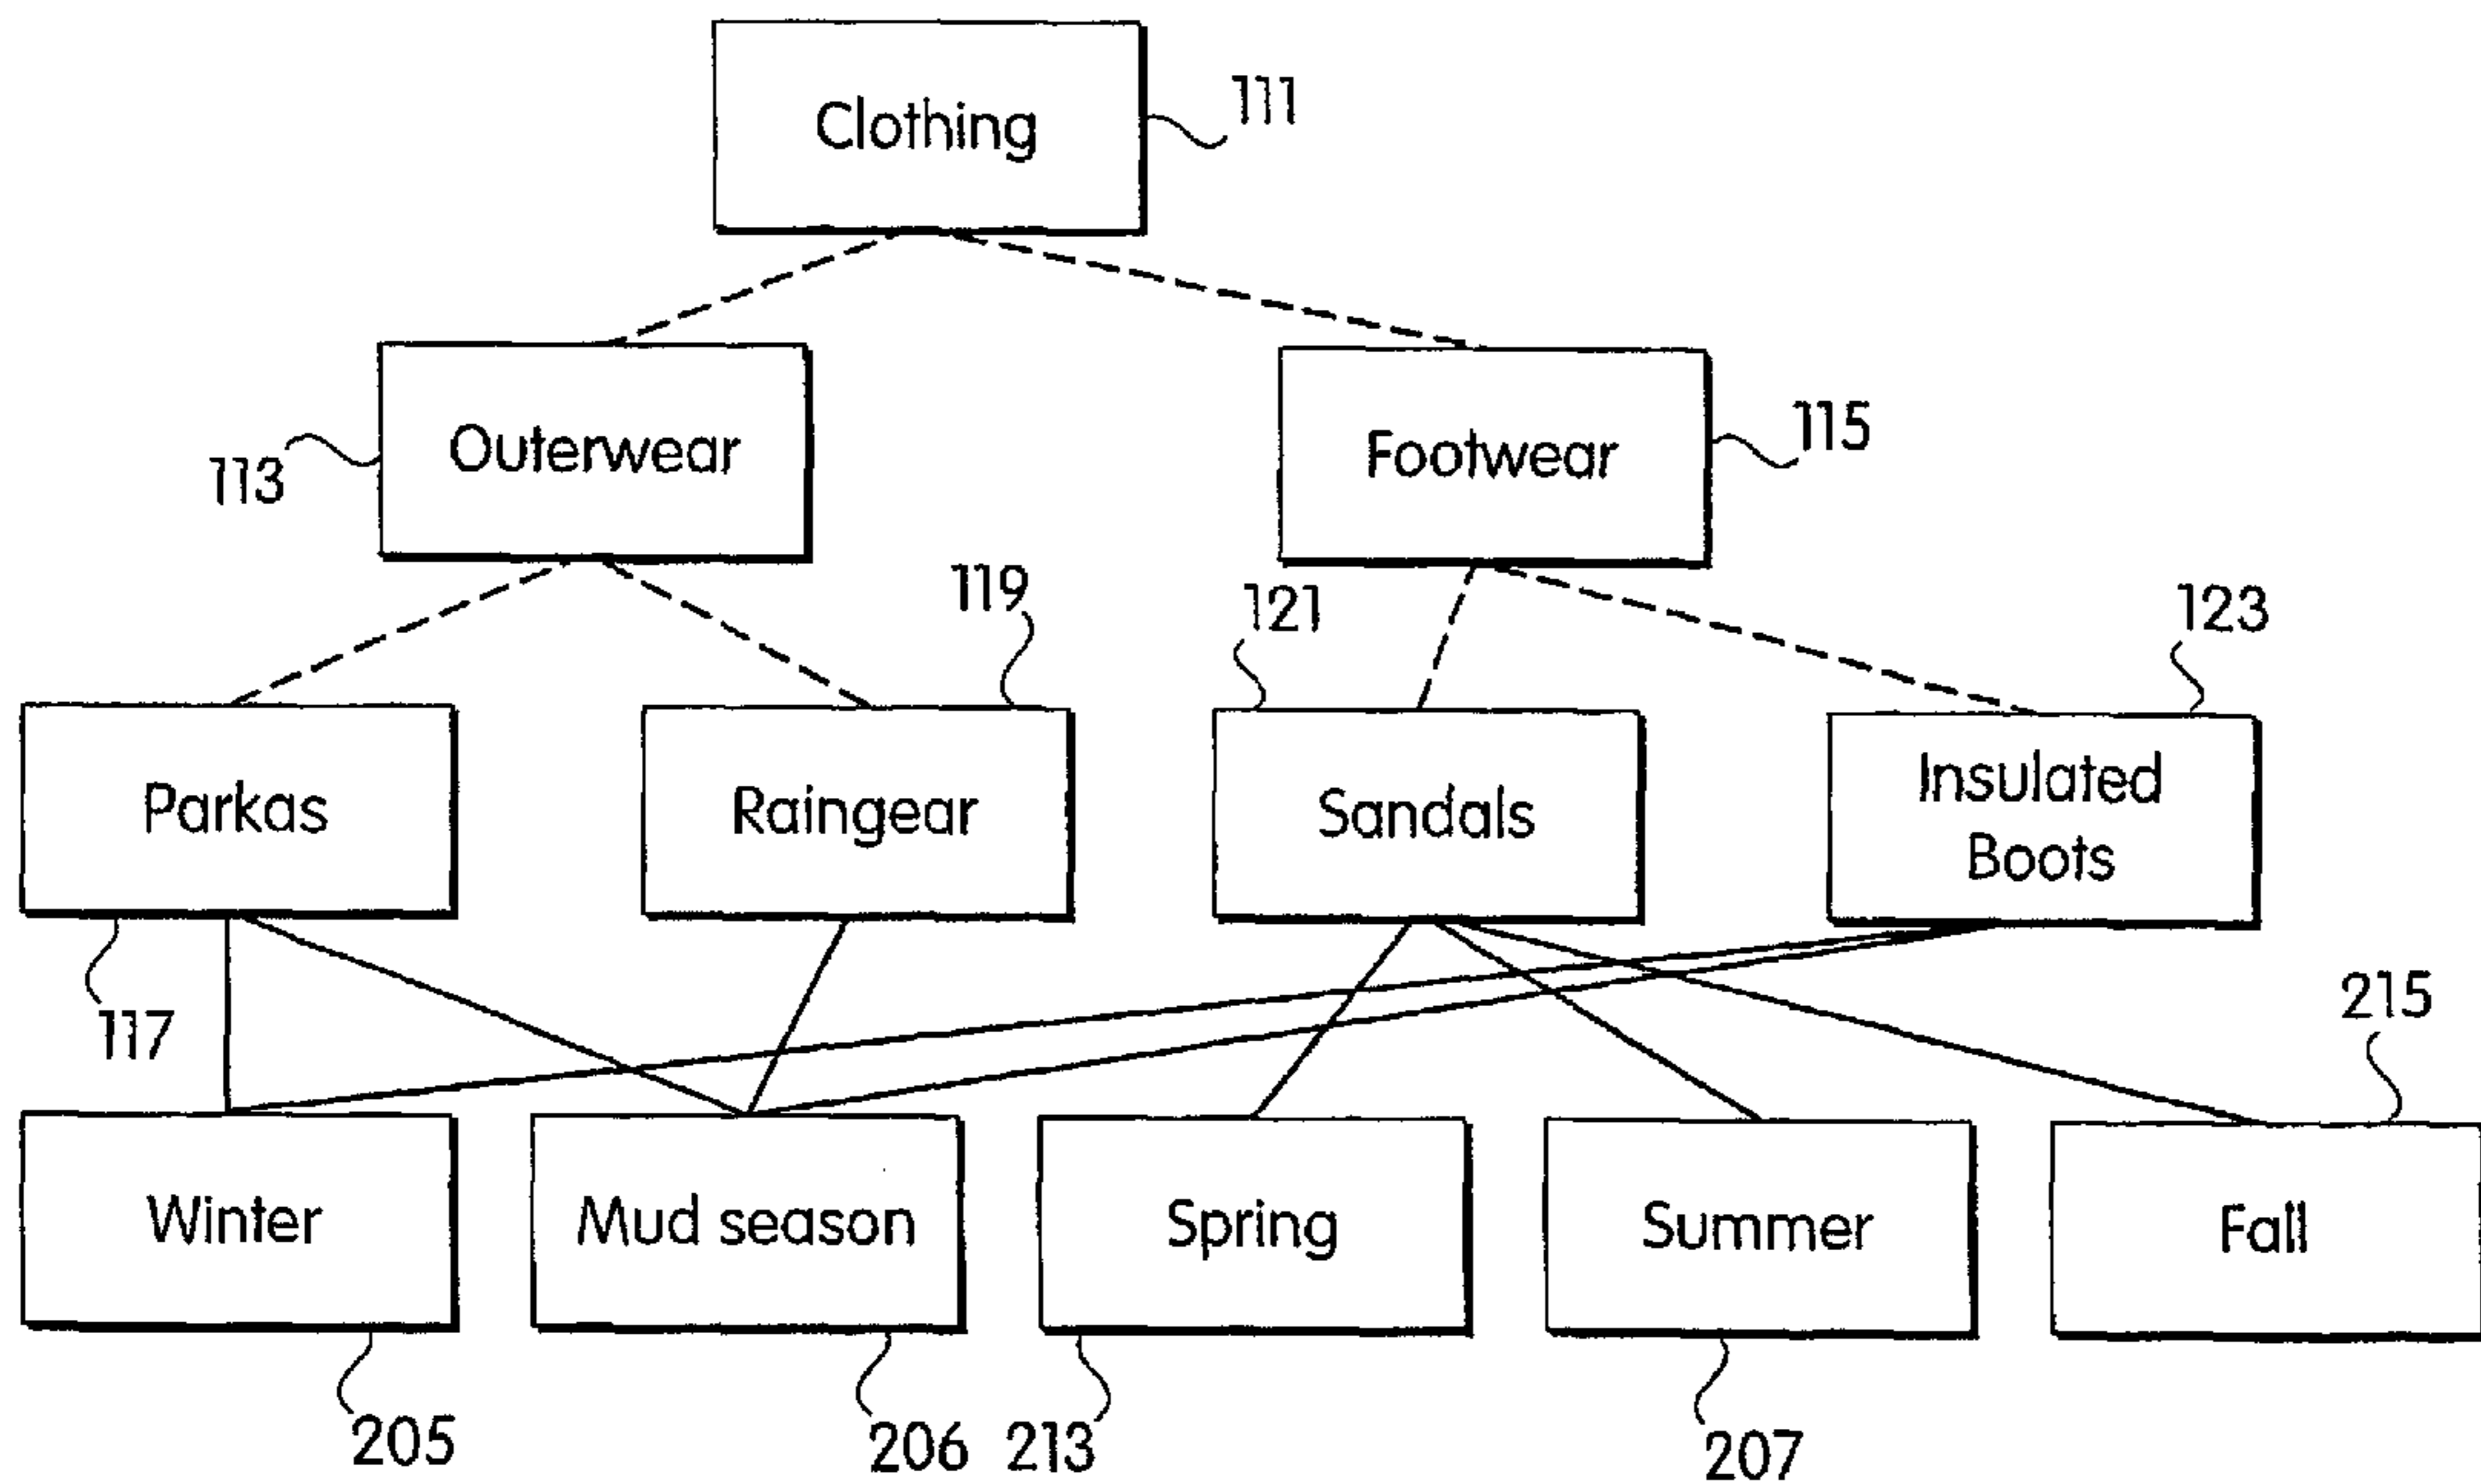 Clothing
111
Outerwear
113
Footwear
115
119
121
123
Parkas
Raingear
Sandals
Insulated
Boots
117
215
Winter
Mud season
Spring
Summer
Fall
205
206
213
207